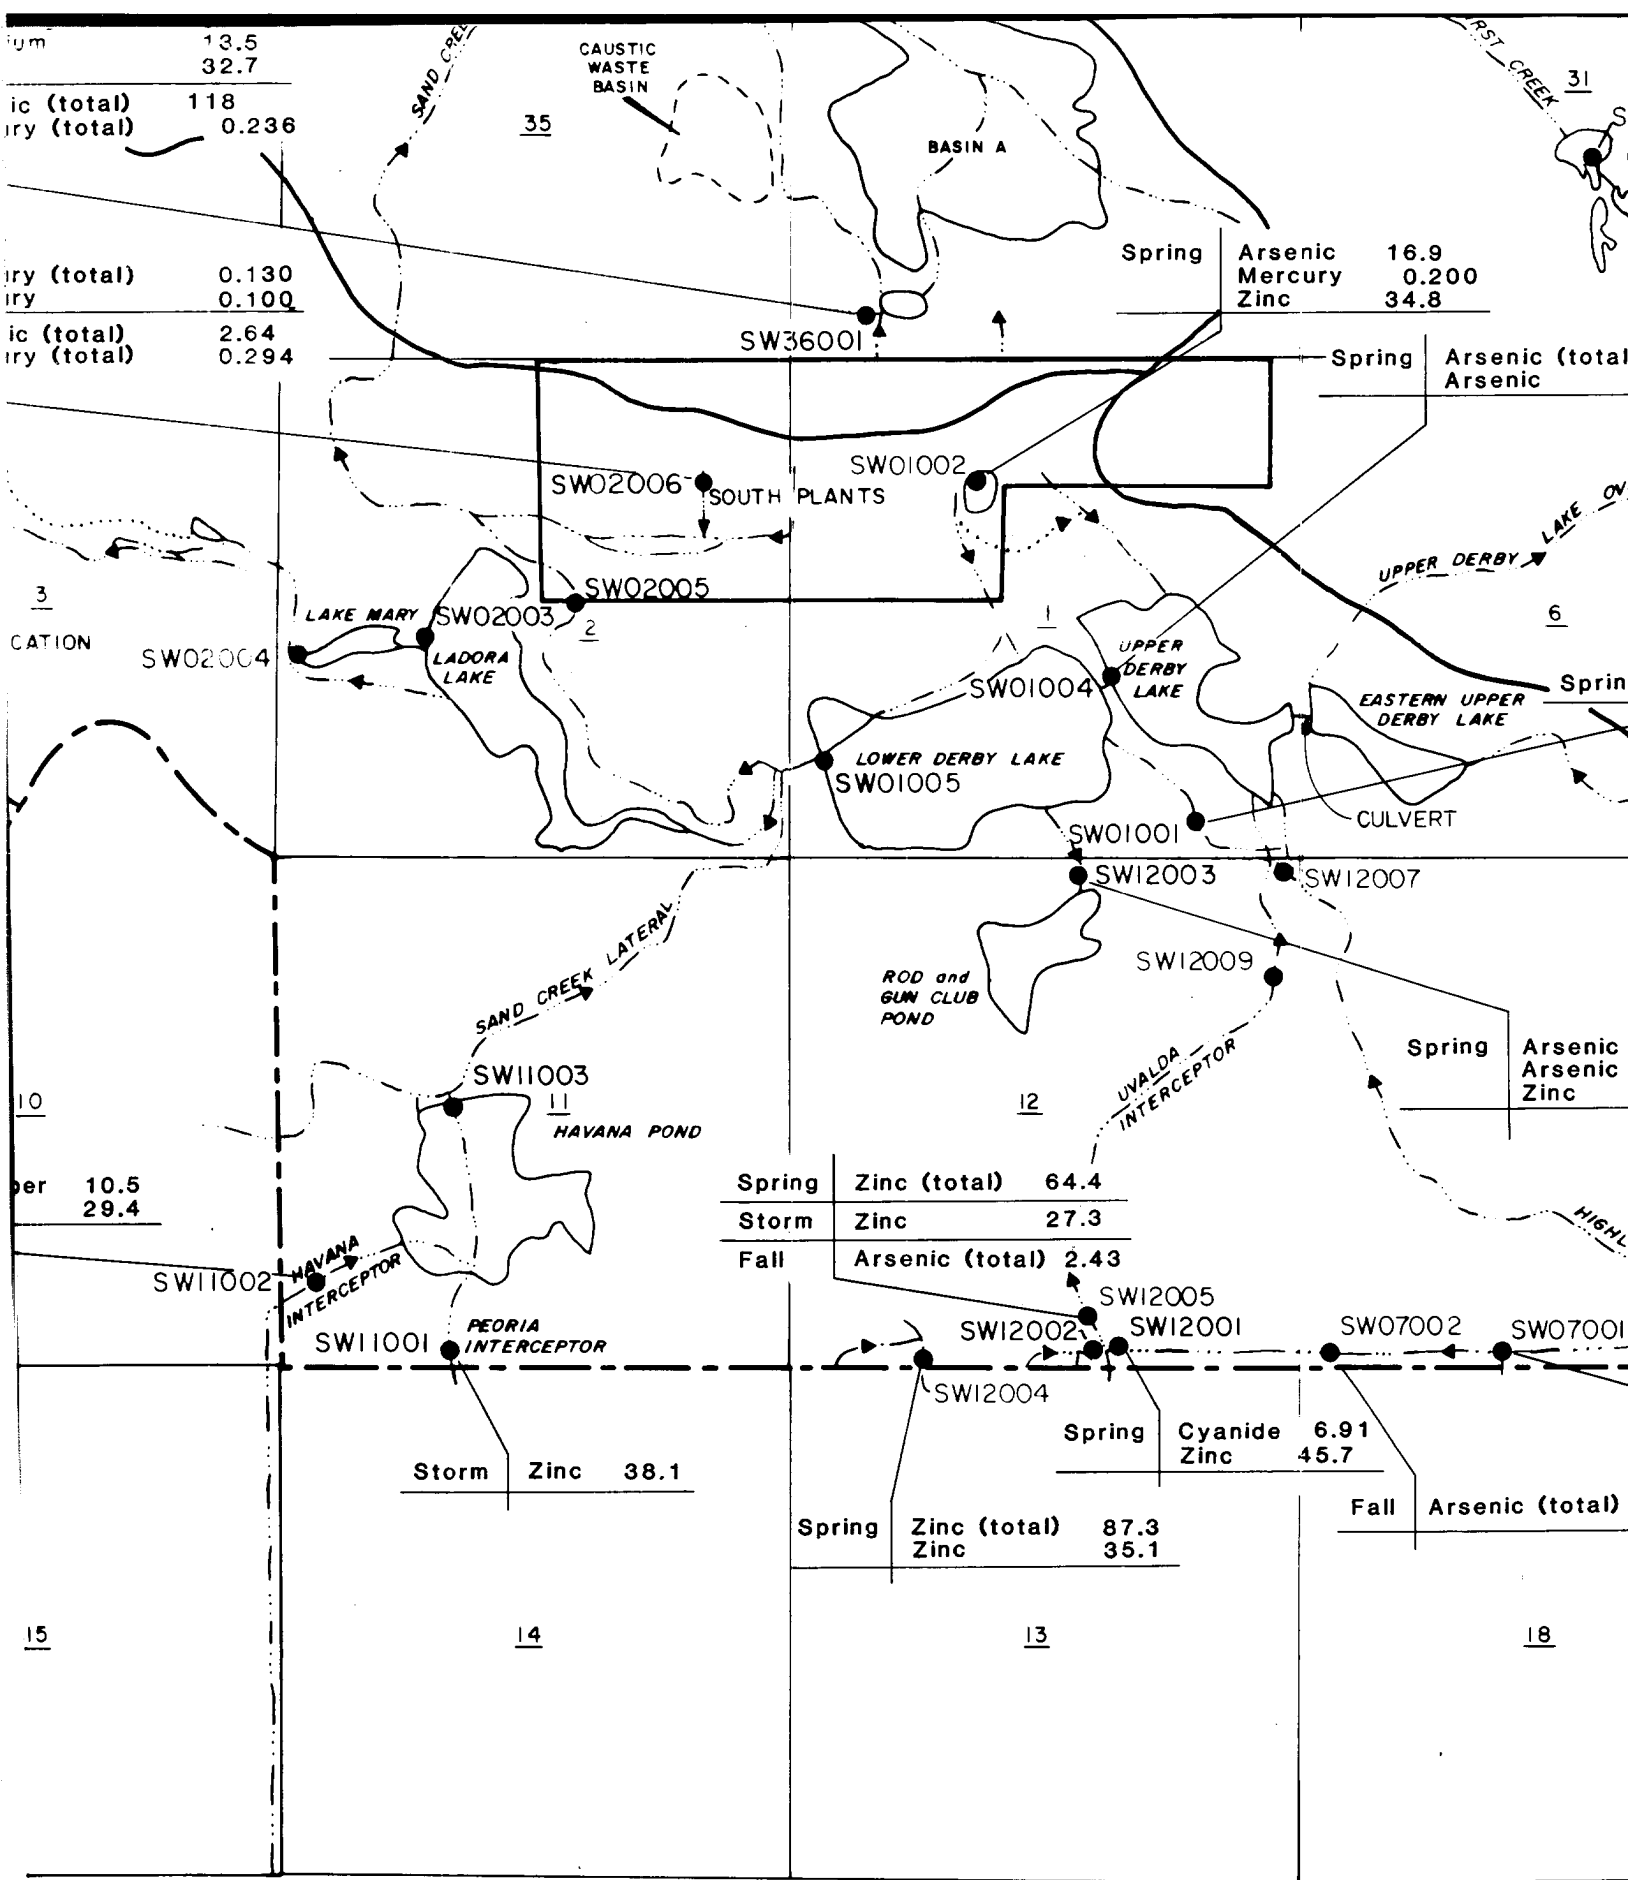 13.5
32.7
ic (total) 118
ry (total) 0.236
SAND CREE
CAUSTIC
WASTE
BASIN
35
BASIN A
RST CREEK
31
S
Spring Arsenic 16.9
Mercury 0.200
Zinc 34.8
ry (total) 0.130
ry 0.100
ic (total) 2.64
ry (total) 0.294
SW36001
Spring Arsenic (total
Arsenic
SW02006
SOUTH PLANTS
SW01002
LAKE OV
UPPER DERBY
3
CATION
LAKE MARY
SW02003
SW02005
2
1
6
SW02004
LADORA
LAKE
SW01004
UPPER
DERBY
LAKE
Sprin
EASTERN UPPER
DERBY LAKE
LOWER DERBY LAKE
SW01005
SW01001
CULVERT
SW12003
SW12007
SAND CREEK LATERAL
SW12009
ROD and
GUN CLUB
POND
Spring Arsenic
Arsenic
Zinc
UVALDA
INTERCEPTOR
SW11003
10
11
12
HAVANA POND
per 10.5
29.4
Spring Zinc (total) 64.4
Storm Zinc 27.3
Fall Arsenic (total) 2.43
HIGHL
HAVANA
INTERCEPTOR
SW11002
SW12005
SW11001
PEORIA
INTERCEPTOR
SW12002
SW12001
SW07002
SW07001
SW12004
Spring Cyanide 6.91
Zinc 45.7
Storm Zinc 38.1
Fall Arsenic (total)
Spring Zinc (total) 87.3
Zinc 35.1
15
14
13
18